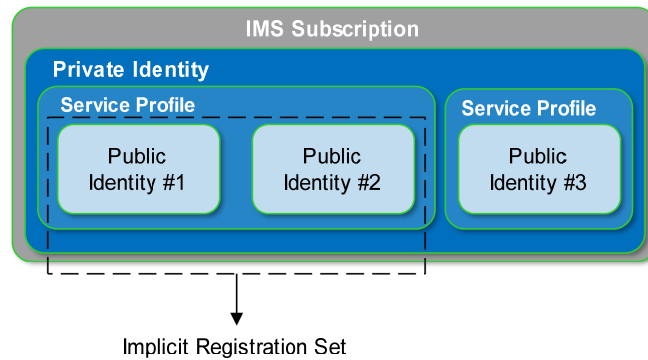 IMS Subscription
Private Identity
Service Profile
Service Profile
Public
Identity #1
Public
Identity #2
Public
Identity #3
Implicit Registration Set